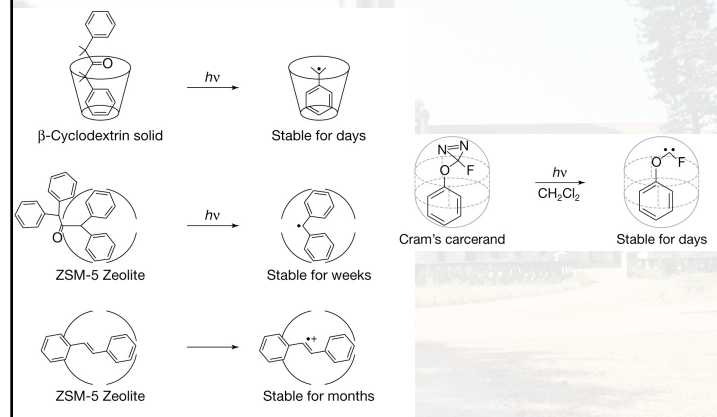 O
hν
β-Cyclodextrin solid
Stable for days
O
hν
ZSM-5 Zeolite
Stable for weeks
•+
ZSM-5 Zeolite
Stable for months
N=N
F
O
hν
CH₂Cl₂
O
F
Cram's carcerand
Stable for days